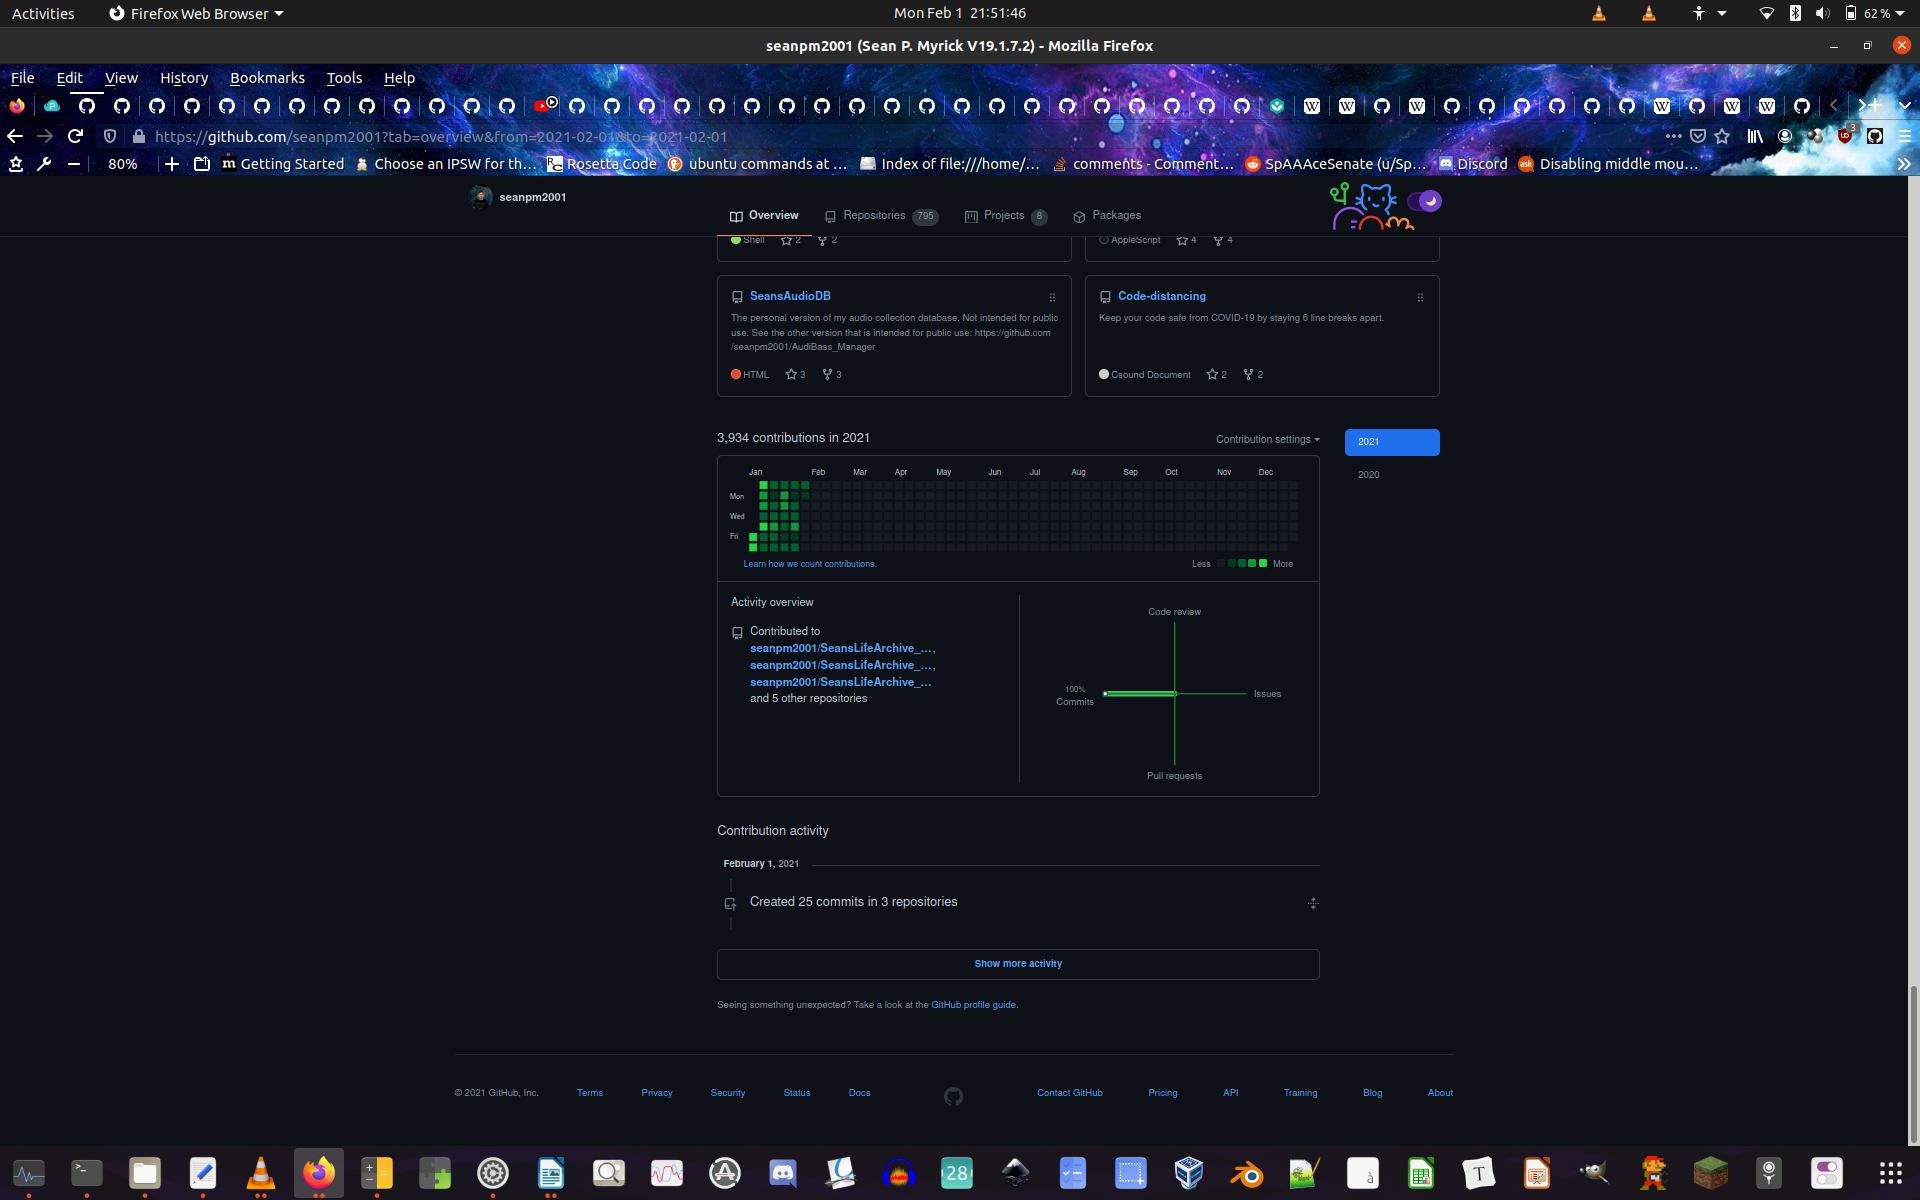 Activities
Firefox Web Browser
Mon Feb 1 21:51:46
62 %
seanpm2001 (Sean P. Myrick V19.1.7.2) - Mozilla Firefox
File Edit View History Bookmarks Tools Help
https://github.com/seanpm2001?tab=overview&from=2021-02-01&to=2021-02-01
3
80%
Getting Started
Choose an IPSW for th…
Rosetta Code
ubuntu commands at …
Index of file:///home/…
comments - Comment…
SpAAAceSenate (u/Sp…
Discord
Disabling middle mou…
seanpm2001
Overview
Repositories 795
Projects 8
Packages
Shell 2 2
AppleScript 4 4
SeansAudioDB
The personal version of my audio collection database. Not intended for public
use. See the other version that is intended for public use: https://github.com
/seanpm2001/AudiBass_Manager
HTML 3 3
Code-distancing
Keep your code safe from COVID-19 by staying 6 line breaks apart.
Csound Document 2 2
3,934 contributions in 2021
Contribution settings
2021
2020
Jan Feb Mar Apr May Jun Jul Aug Sep Oct Nov Dec
Mon
Wed
Fri
Learn how we count contributions.
Less More
Activity overview
Contributed to
seanpm2001/SeansLifeArchive_…,
seanpm2001/SeansLifeArchive_…,
seanpm2001/SeansLifeArchive_…
and 5 other repositories
Code review
100%
Commits
Issues
Pull requests
Contribution activity
February 1, 2021
Created 25 commits in 3 repositories
Show more activity
Seeing something unexpected? Take a look at the GitHub profile guide.
© 2021 GitHub, Inc. Terms Privacy Security Status Docs Contact GitHub Pricing API Training Blog About
28